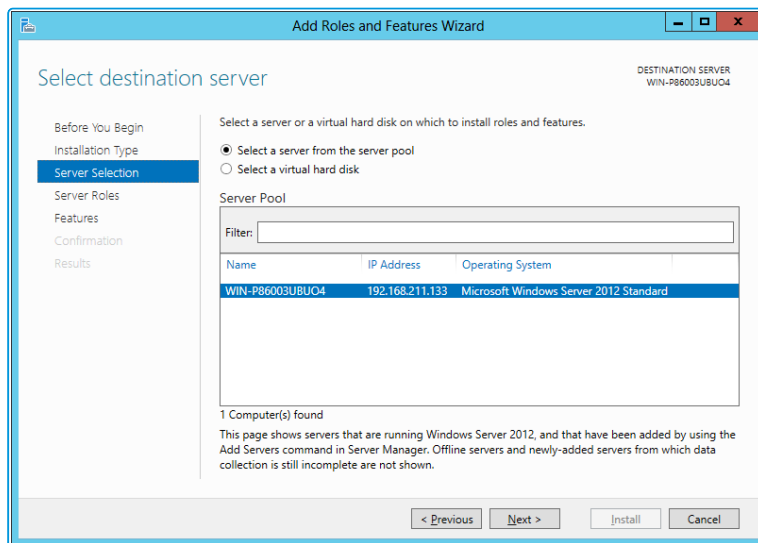 Add Roles and Features Wizard
Select destination server
DESTINATION SERVER
WIN-P86003UBUO4
Before You Begin
Installation Type
Server Selection
Server Roles
Features
Confirmation
Results
Select a server or a virtual hard disk on which to install roles and features.
Select a server from the server pool
Select a virtual hard disk
Server Pool
Filter:
Name IP Address Operating System
WIN-P86003UBUO4 192.168.211.133 Microsoft Windows Server 2012 Standard
1 Computer(s) found
This page shows servers that are running Windows Server 2012, and that have been added by using the
Add Servers command in Server Manager. Offline servers and newly-added servers from which data
collection is still incomplete are not shown.
< Previous Next > Install Cancel